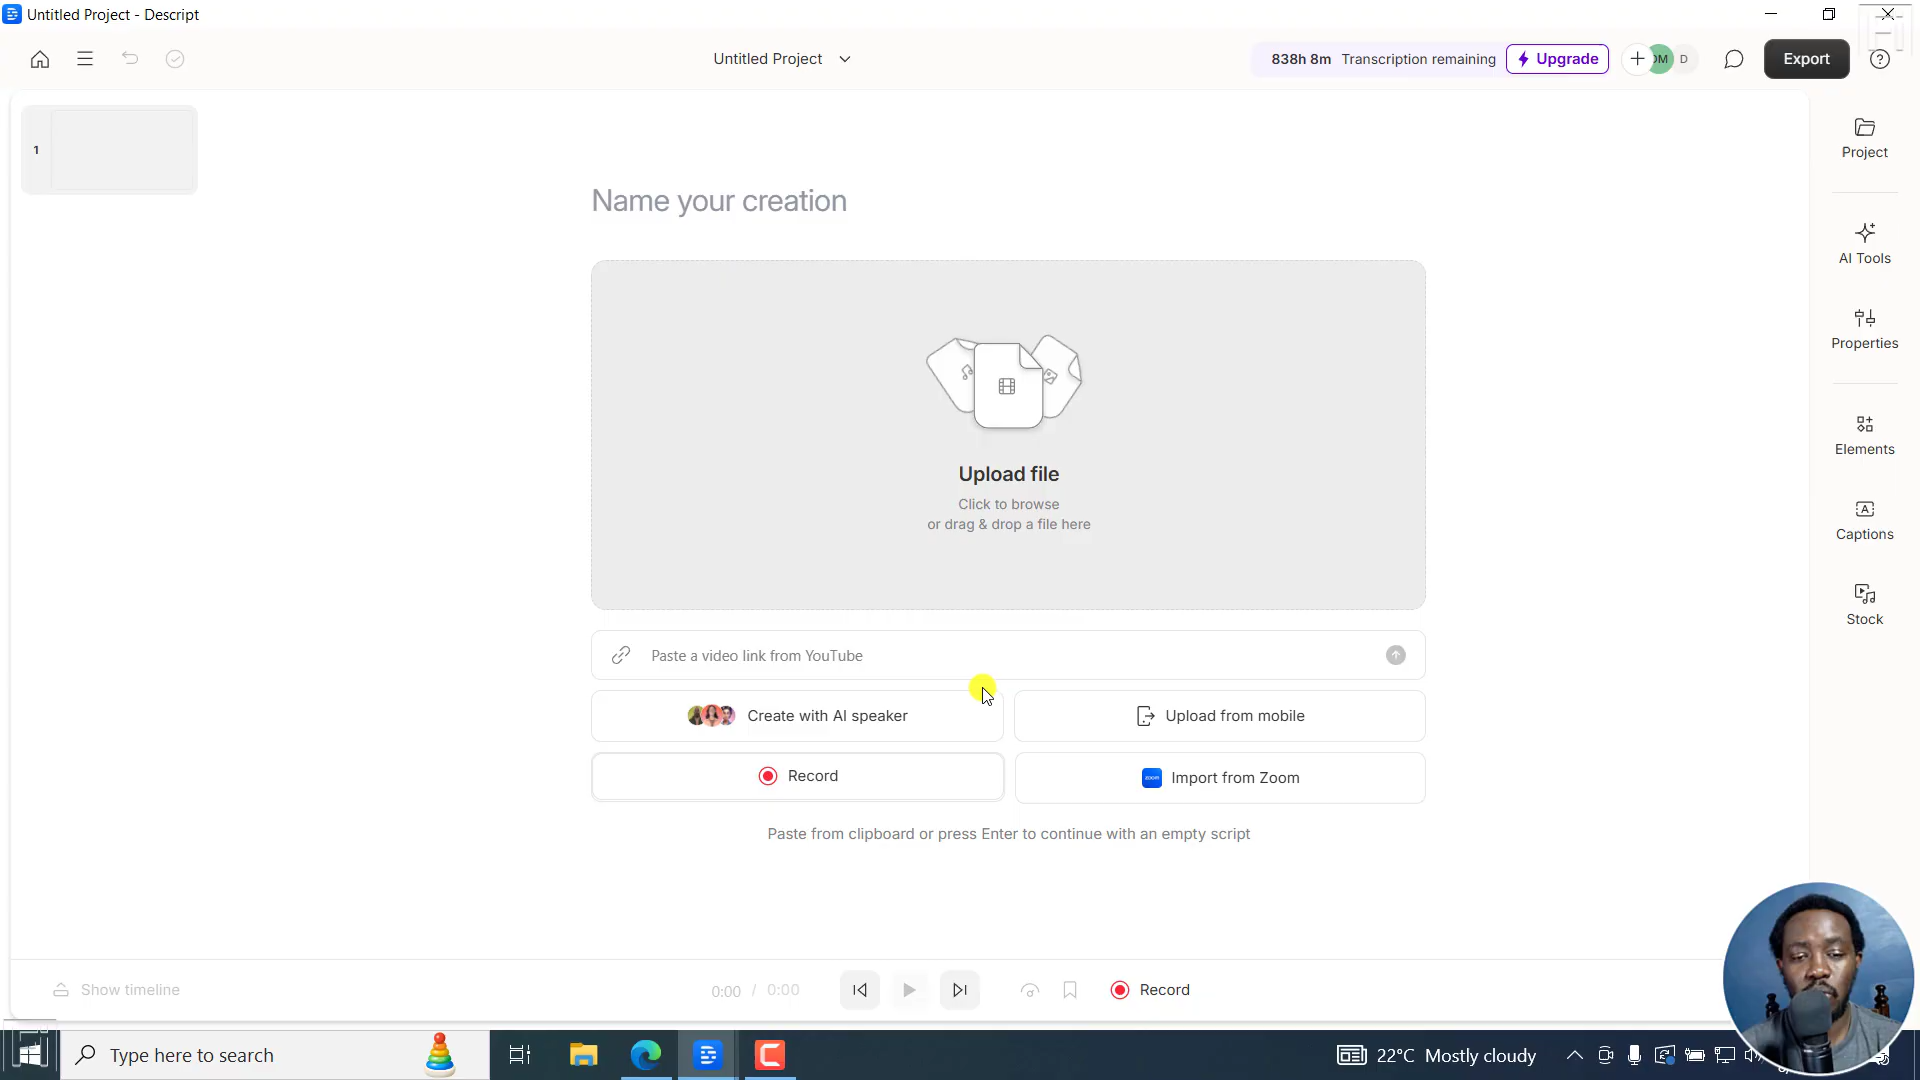 Untitled Project - Descript
Untitled Project
838h 8m Transcription remaining
Upgrade
DM
D
Export
1
Name your creation
Project
AI Tools
Properties
Elements
Captions
Stock
Upload file
Click to browse
or drag & drop a file here
Paste a video link from YouTube
Create with AI speaker
Upload from mobile
Record
zoom
Import from Zoom
Paste from clipboard or press Enter to continue with an empty script
Show timeline
0:00 / 0:00
Record
Type here to search
22°C Mostly cloudy